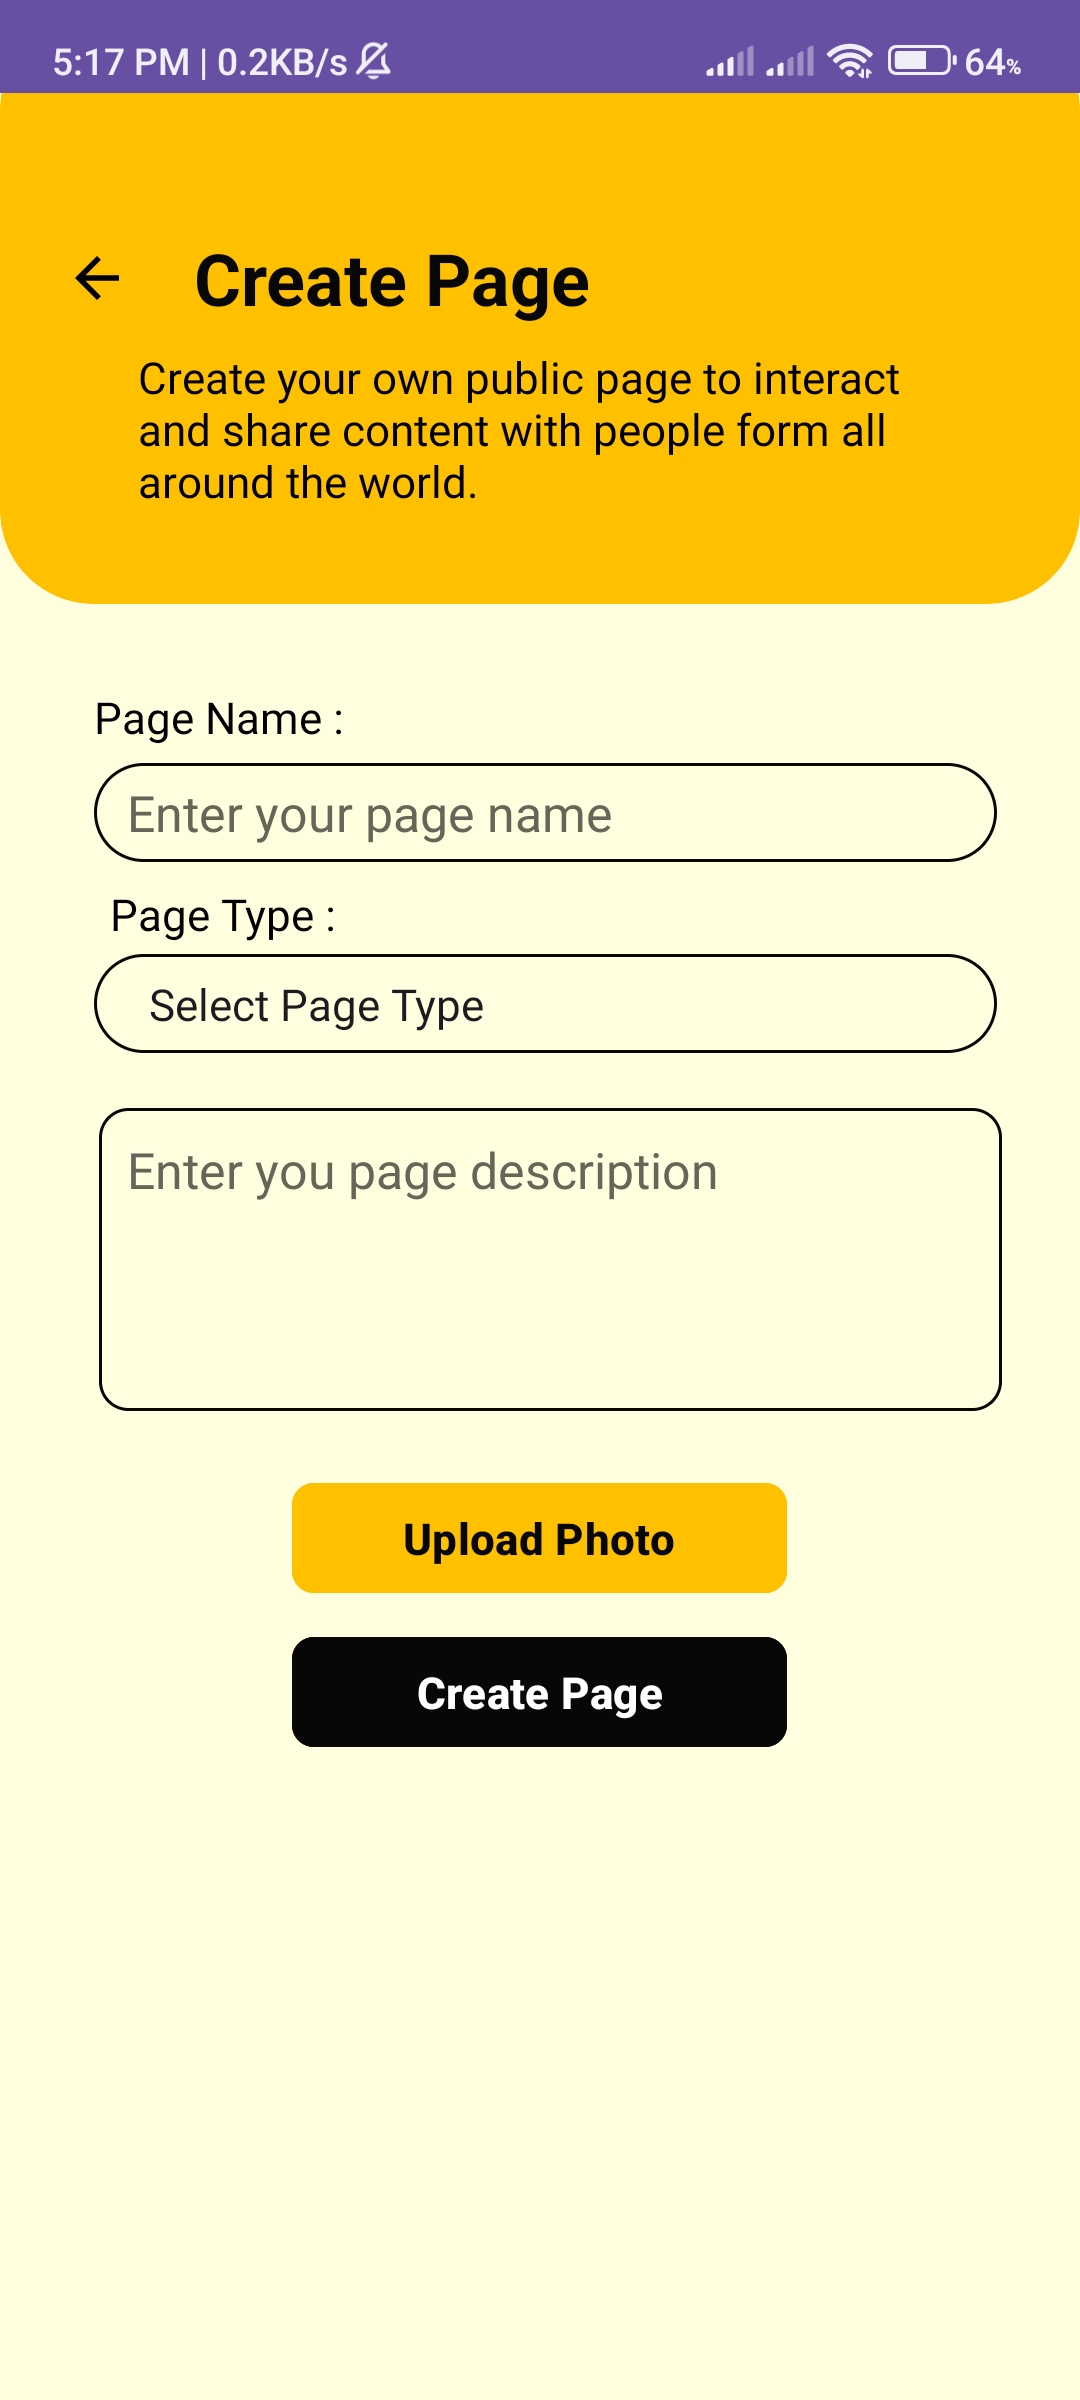 5:17 PM | 0.2KB/s 64%
Create Page
Create your own public page to interact
and share content with people form all
around the world.
Page Name :
Enter your page name
Page Type :
Select Page Type
Enter you page description
Upload Photo
Create Page